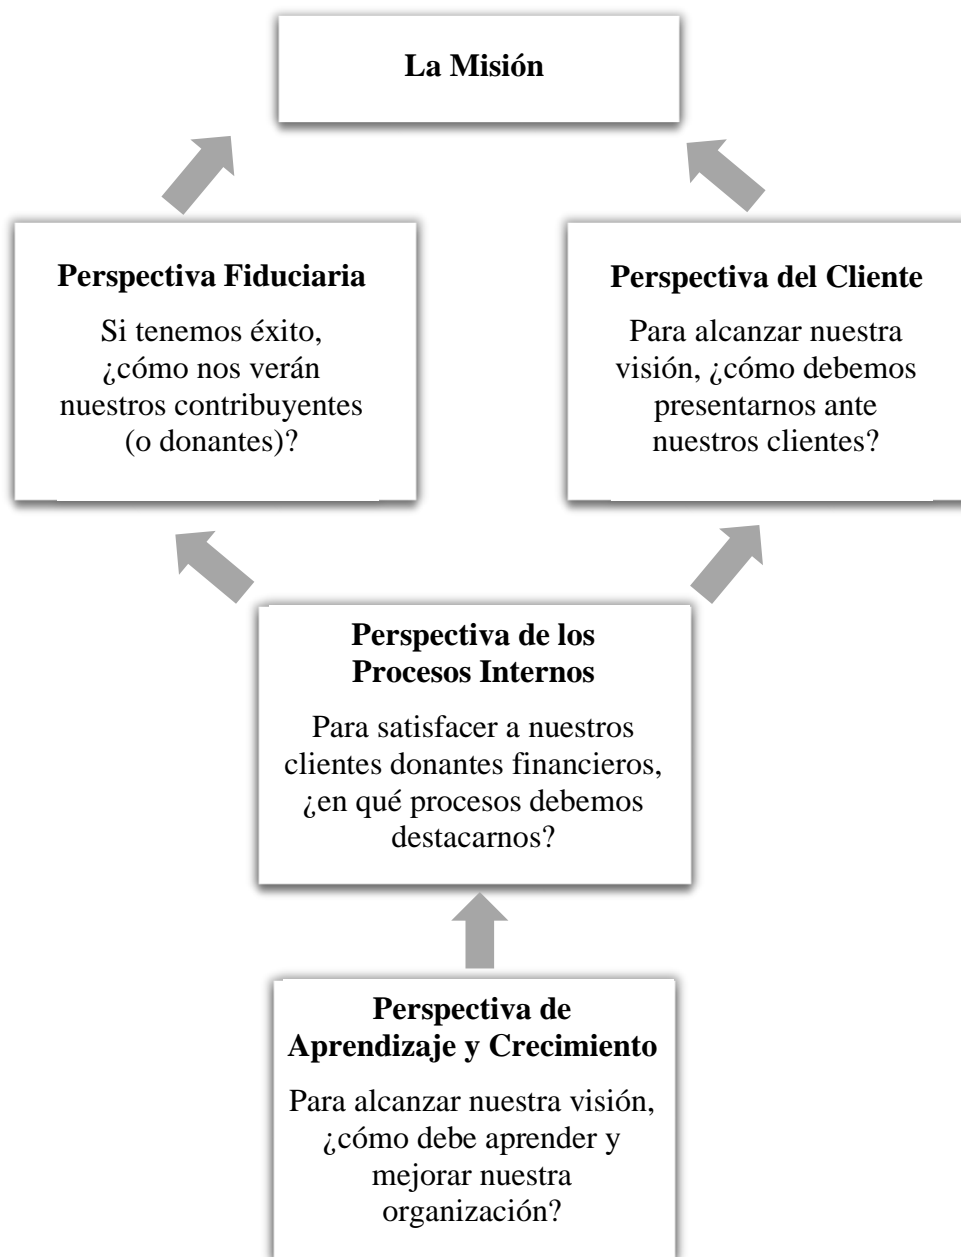 La Misión
Perspectiva Fiduciaria
Si tenemos éxito,
¿cómo nos verán
nuestros contribuyentes
(o donantes)?
Perspectiva del Cliente
Para alcanzar nuestra
visión, ¿cómo debemos
presentarnos ante
nuestros clientes?
Perspectiva de los
Procesos Internos
Para satisfacer a nuestros
clientes donantes financieros,
¿en qué procesos debemos
destacarnos?
Perspectiva de
Aprendizaje y Crecimiento
Para alcanzar nuestra visión,
¿cómo debe aprender y
mejorar nuestra
organización?